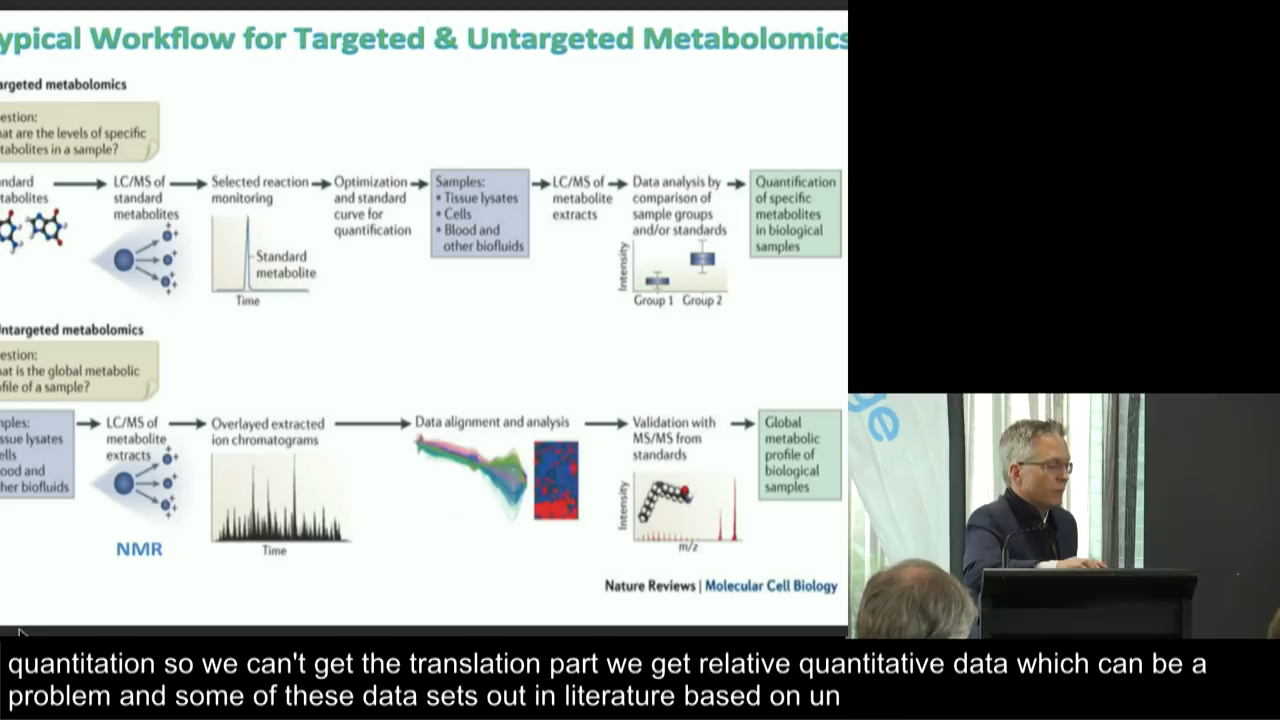 ypical Workflow for Targeted & Untargeted Metabolomics
argeted metabolomics
estion:
at are the levels of specific
tabolites in a sample?
ndard
tabolites
LC/MS of
standard
metabolites
Selected reaction
monitoring
Standard
metabolite
Time
Optimization
and standard
curve for
quantification
Samples:
• Tissue lysates
• Cells
• Blood and
other biofluids
LC/MS of
metabolite
extracts
Data analysis by
comparison of
sample groups
and/or standards
Intensity
Group 1 Group 2
Quantification
of specific
metabolites
in biological
samples
ntargeted metabolomics
estion:
at is the global metabolic
file of a sample?
ples:
ssue lysates
ells
ood and
her biofluids
LC/MS of
metabolite
extracts
NMR
Overlayed extracted
ion chromatograms
Time
Data alignment and analysis
Validation with
MS/MS from
standards
Intensity
m/z
Global
metabolic
profile of
biological
samples
Nature Reviews | Molecular Cell Biology
ge
quantitation so we can't get the translation part we get relative quantitative data which can be a
problem and some of these data sets out in literature based on un